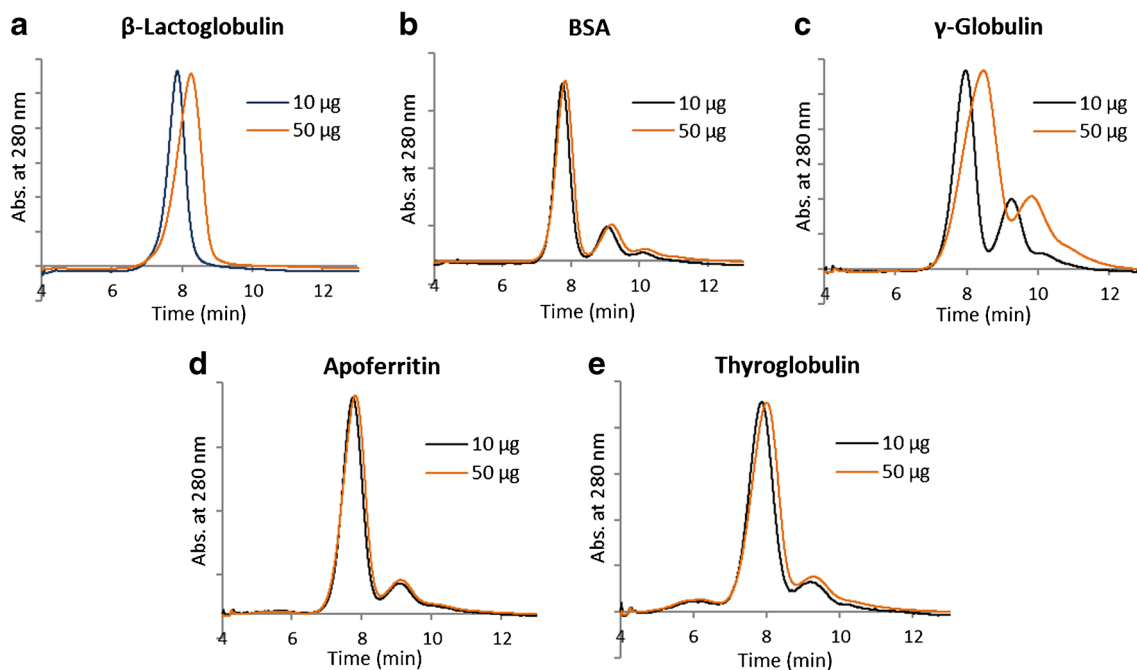 a
β-Lactoglobulin
Abs. at 280 nm
10 µg
50 µg
4 6 8 10 12
Time (min)
b
BSA
Abs. at 280 nm
10 µg
50 µg
4 6 8 10 12
Time (min)
c
γ-Globulin
Abs. at 280 nm
10 µg
50 µg
4 6 8 10 12
Time (min)
d
Apoferritin
Abs. at 280 nm
10 µg
50 µg
4 6 8 10 12
Time (min)
e
Thyroglobulin
Abs. at 280 nm
10 µg
50 µg
4 6 8 10 12
Time (min)